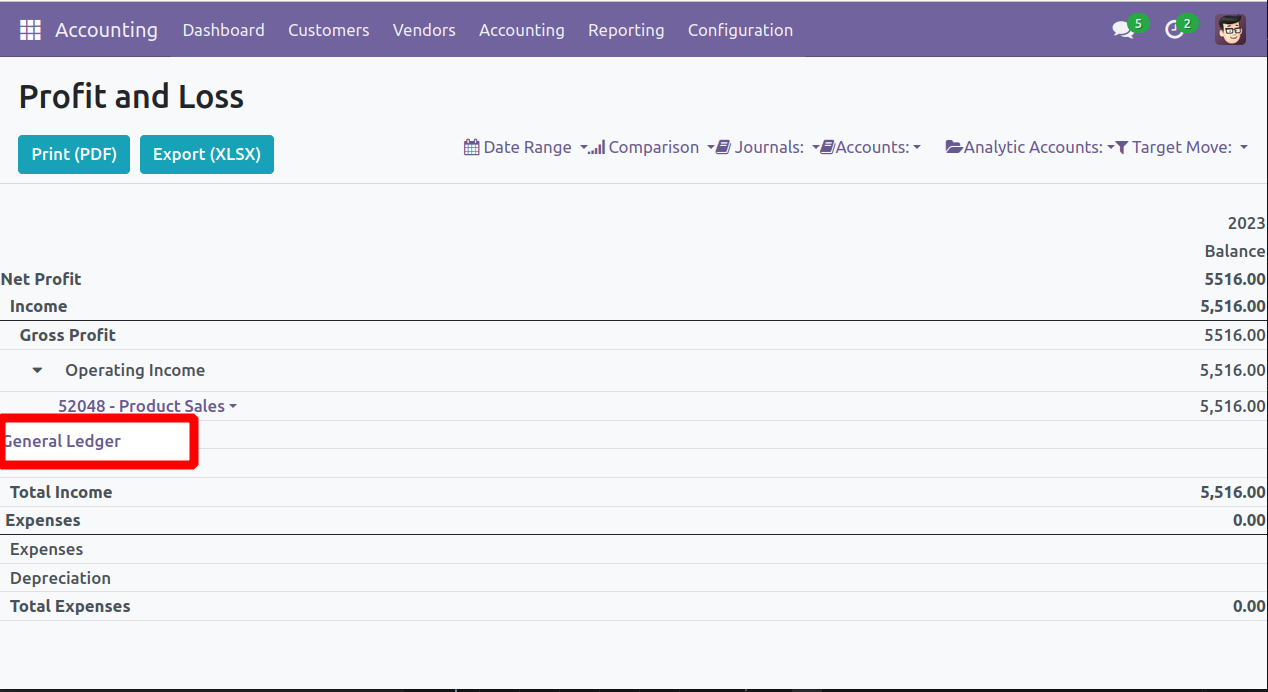 Accounting Dashboard Customers Vendors Accounting Reporting Configuration 5 2
Profit and Loss
Print (PDF) Export (XLSX) Date Range Comparison Journals: Accounts: Analytic Accounts: Target Move:
2023
Balance
Net Profit 5516.00
Income 5,516.00
Gross Profit 5516.00
Operating Income 5,516.00
52048 - Product Sales 5,516.00
General Ledger
Total Income 5,516.00
Expenses 0.00
Expenses
Depreciation
Total Expenses 0.00